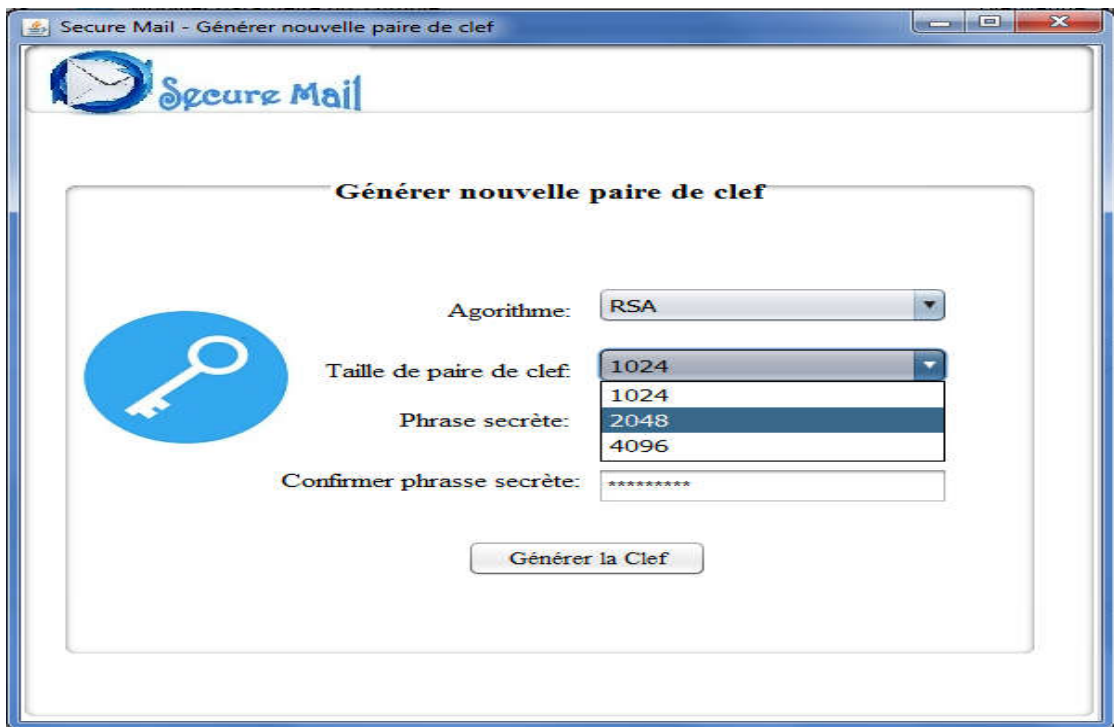 Secure Mail - Générer nouvelle paire de clef
Secure Mail
Générer nouvelle paire de clef
Agorithme:
RSA
Taille de paire de clef:
1024
1024
2048
4096
Phrase secrète:
Confirmer phrasse secrète:
*********
Générer la Clef